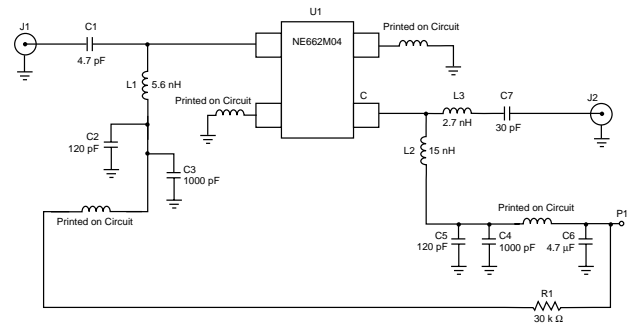 U1
J1
C1
4.7 pF
NE662M04
Printed on Circuit
L1
5.6 nH
Printed on Circuit
C
L3
2.7 nH
C7
30 pF
J2
C2
120 pF
L2
15 nH
C3
1000 pF
Printed on Circuit
Printed on Circuit
P1
C5
120 pF
C4
1000 pF
C6
4.7 μF
R1
30 k Ω